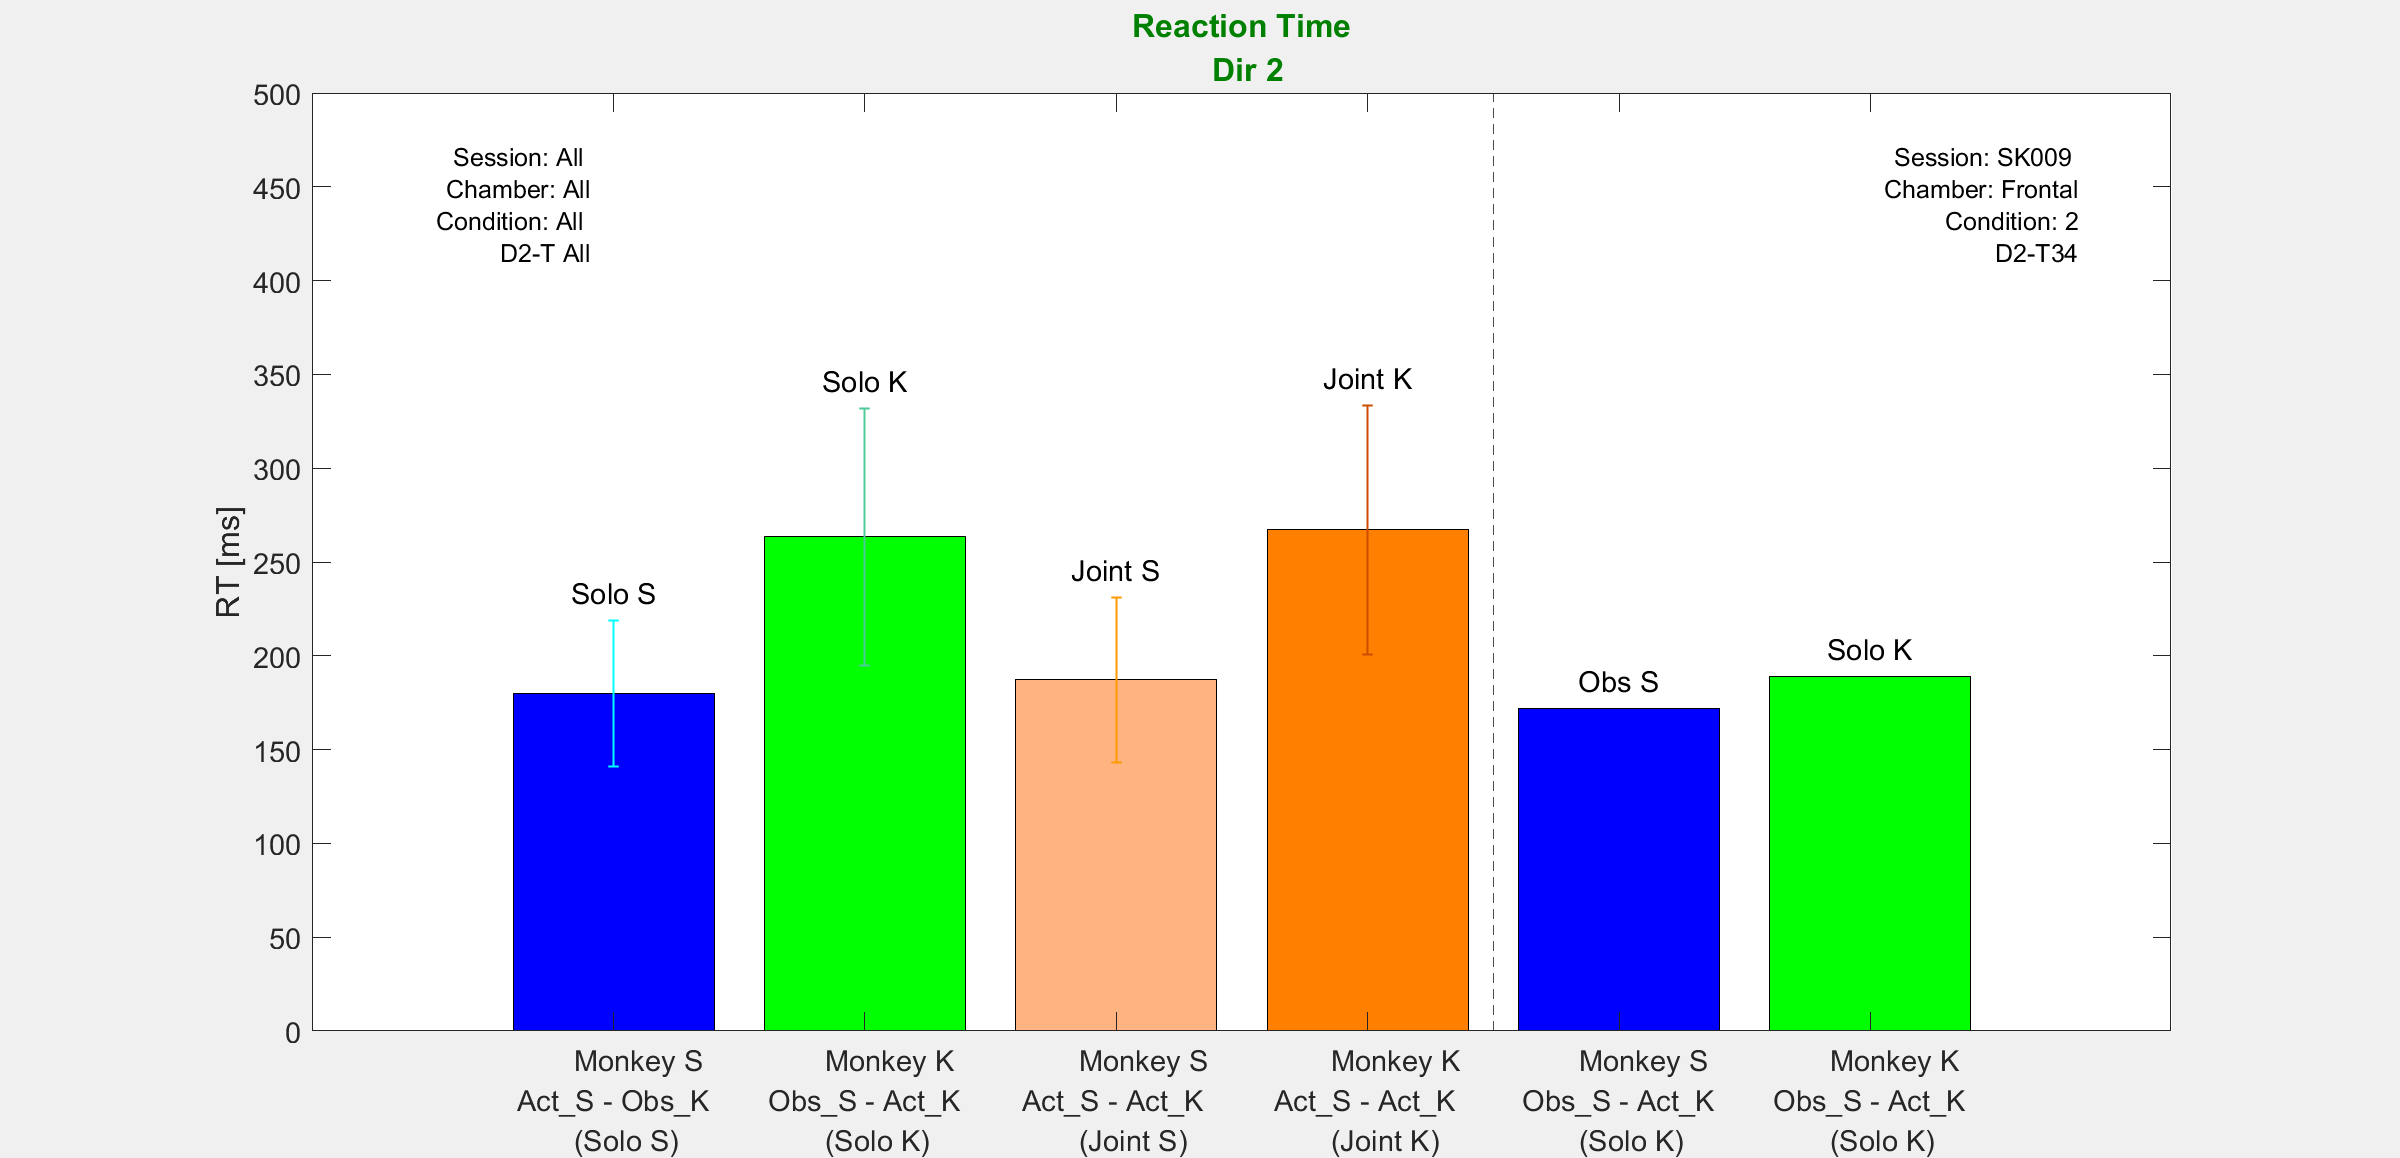 Reaction Time
Dir 2
Session: All
Chamber: All
Condition: All
D2-T All
Session: SK009
Chamber: Frontal
Condition: 2
D2-T34
RT [ms]
500
450
400
350
300
250
200
150
100
50
0
Solo S
Solo K
Joint S
Joint K
Obs S
Solo K
Monkey S
Act_S - Obs_K
(Solo S)
Monkey K
Obs_S - Act_K
(Solo K)
Monkey S
Act_S - Act_K
(Joint S)
Monkey K
Act_S - Act_K
(Joint K)
Monkey S
Obs_S - Act_K
(Solo K)
Monkey K
Obs_S - Act_K
(Solo K)